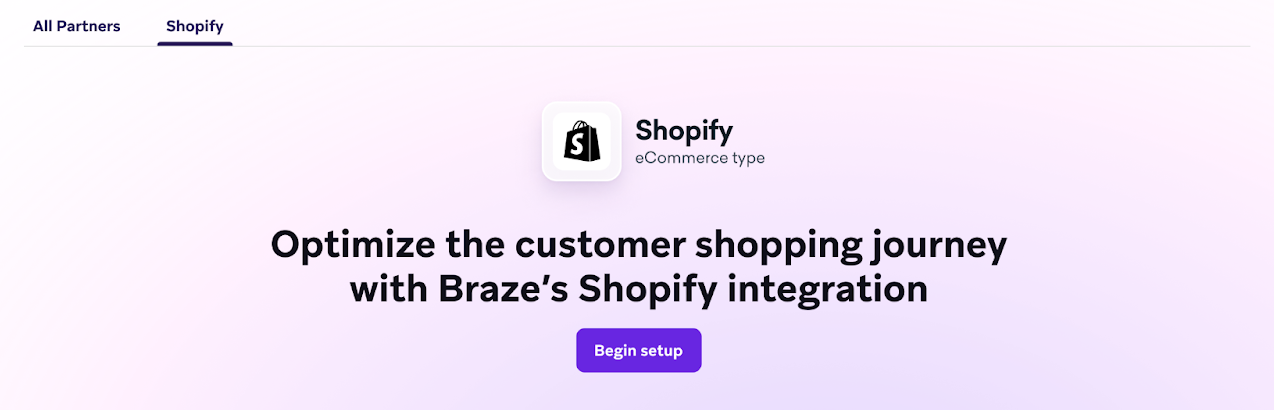 All Partners
Shopify
S
Shopify
eCommerce type
Optimize the customer shopping journey
with Braze’s Shopify integration
Begin setup